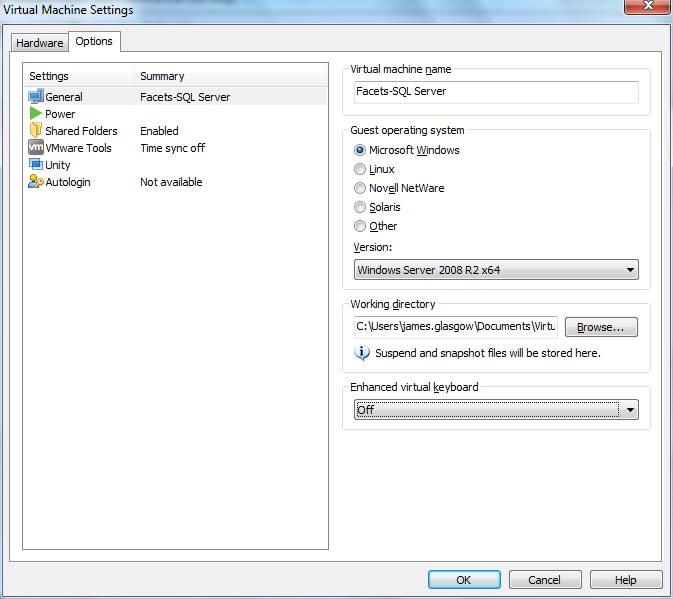 Virtual Machine Settings
Hardware
Options
Settings Summary
General Facets-SQL Server
Power
Shared Folders Enabled
VMware Tools Time sync off
Unity
Autologin Not available
Virtual machine name
Facets-SQL Server
Guest operating system
Microsoft Windows
Linux
Novell NetWare
Solaris
Other
Version:
Windows Server 2008 R2 x64
Working directory
C:\Users\james.glasgow\Documents\Virtu
Browse...
Suspend and snapshot files will be stored here.
Enhanced virtual keyboard
Off
OK Cancel Help